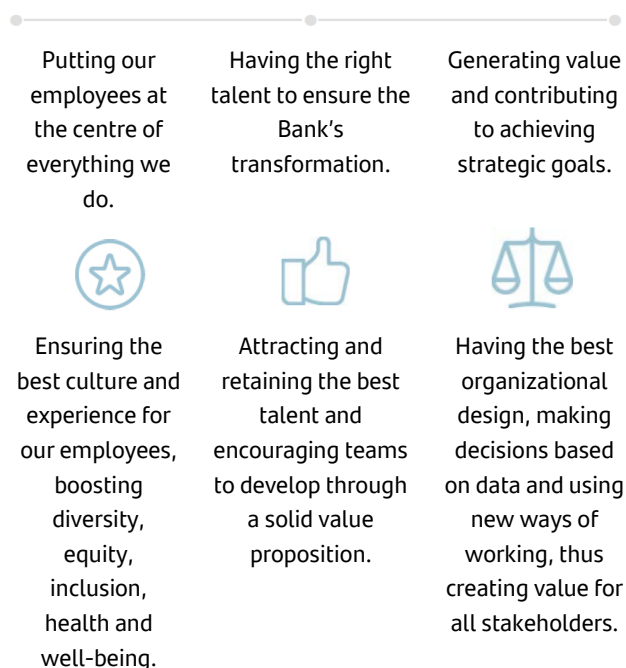 Putting our
employees at
the centre of
everything we
do.
Having the right
talent to ensure the
Bank's
transformation.
Generating value
and contributing
to achieving
strategic goals.
Ensuring the
best culture and
experience for
our employees,
boosting
diversity,
equity,
inclusion,
health and
well-being.
Attracting and
retaining the best
talent and
encouraging teams
to develop through
a solid value
proposition.
Having the best
organizational
design, making
decisions based
on data and using
new ways of
working, thus
creating value for
all stakeholders.